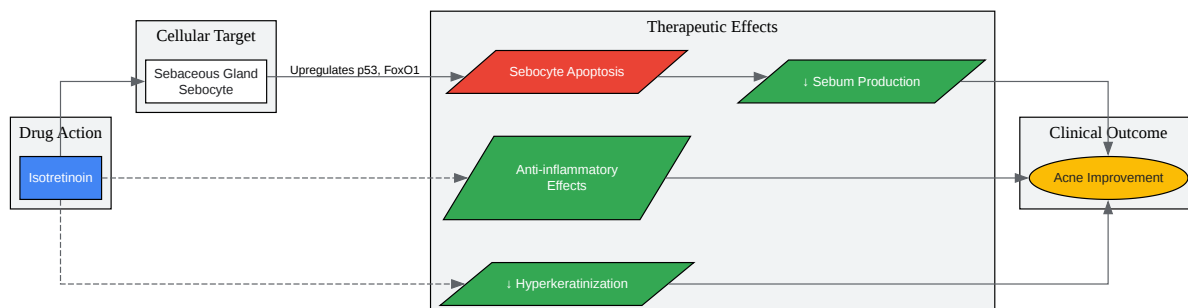 Therapeutic Effects
Cellular Target
Sebaceous Gland
Sebocyte
Upregulates p53, FoxO1
Sebocyte Apoptosis
↓ Sebum Production
Drug Action
Isotretinoin
Anti-inflammatory
Effects
Clinical Outcome
Acne Improvement
↓ Hyperkeratinization